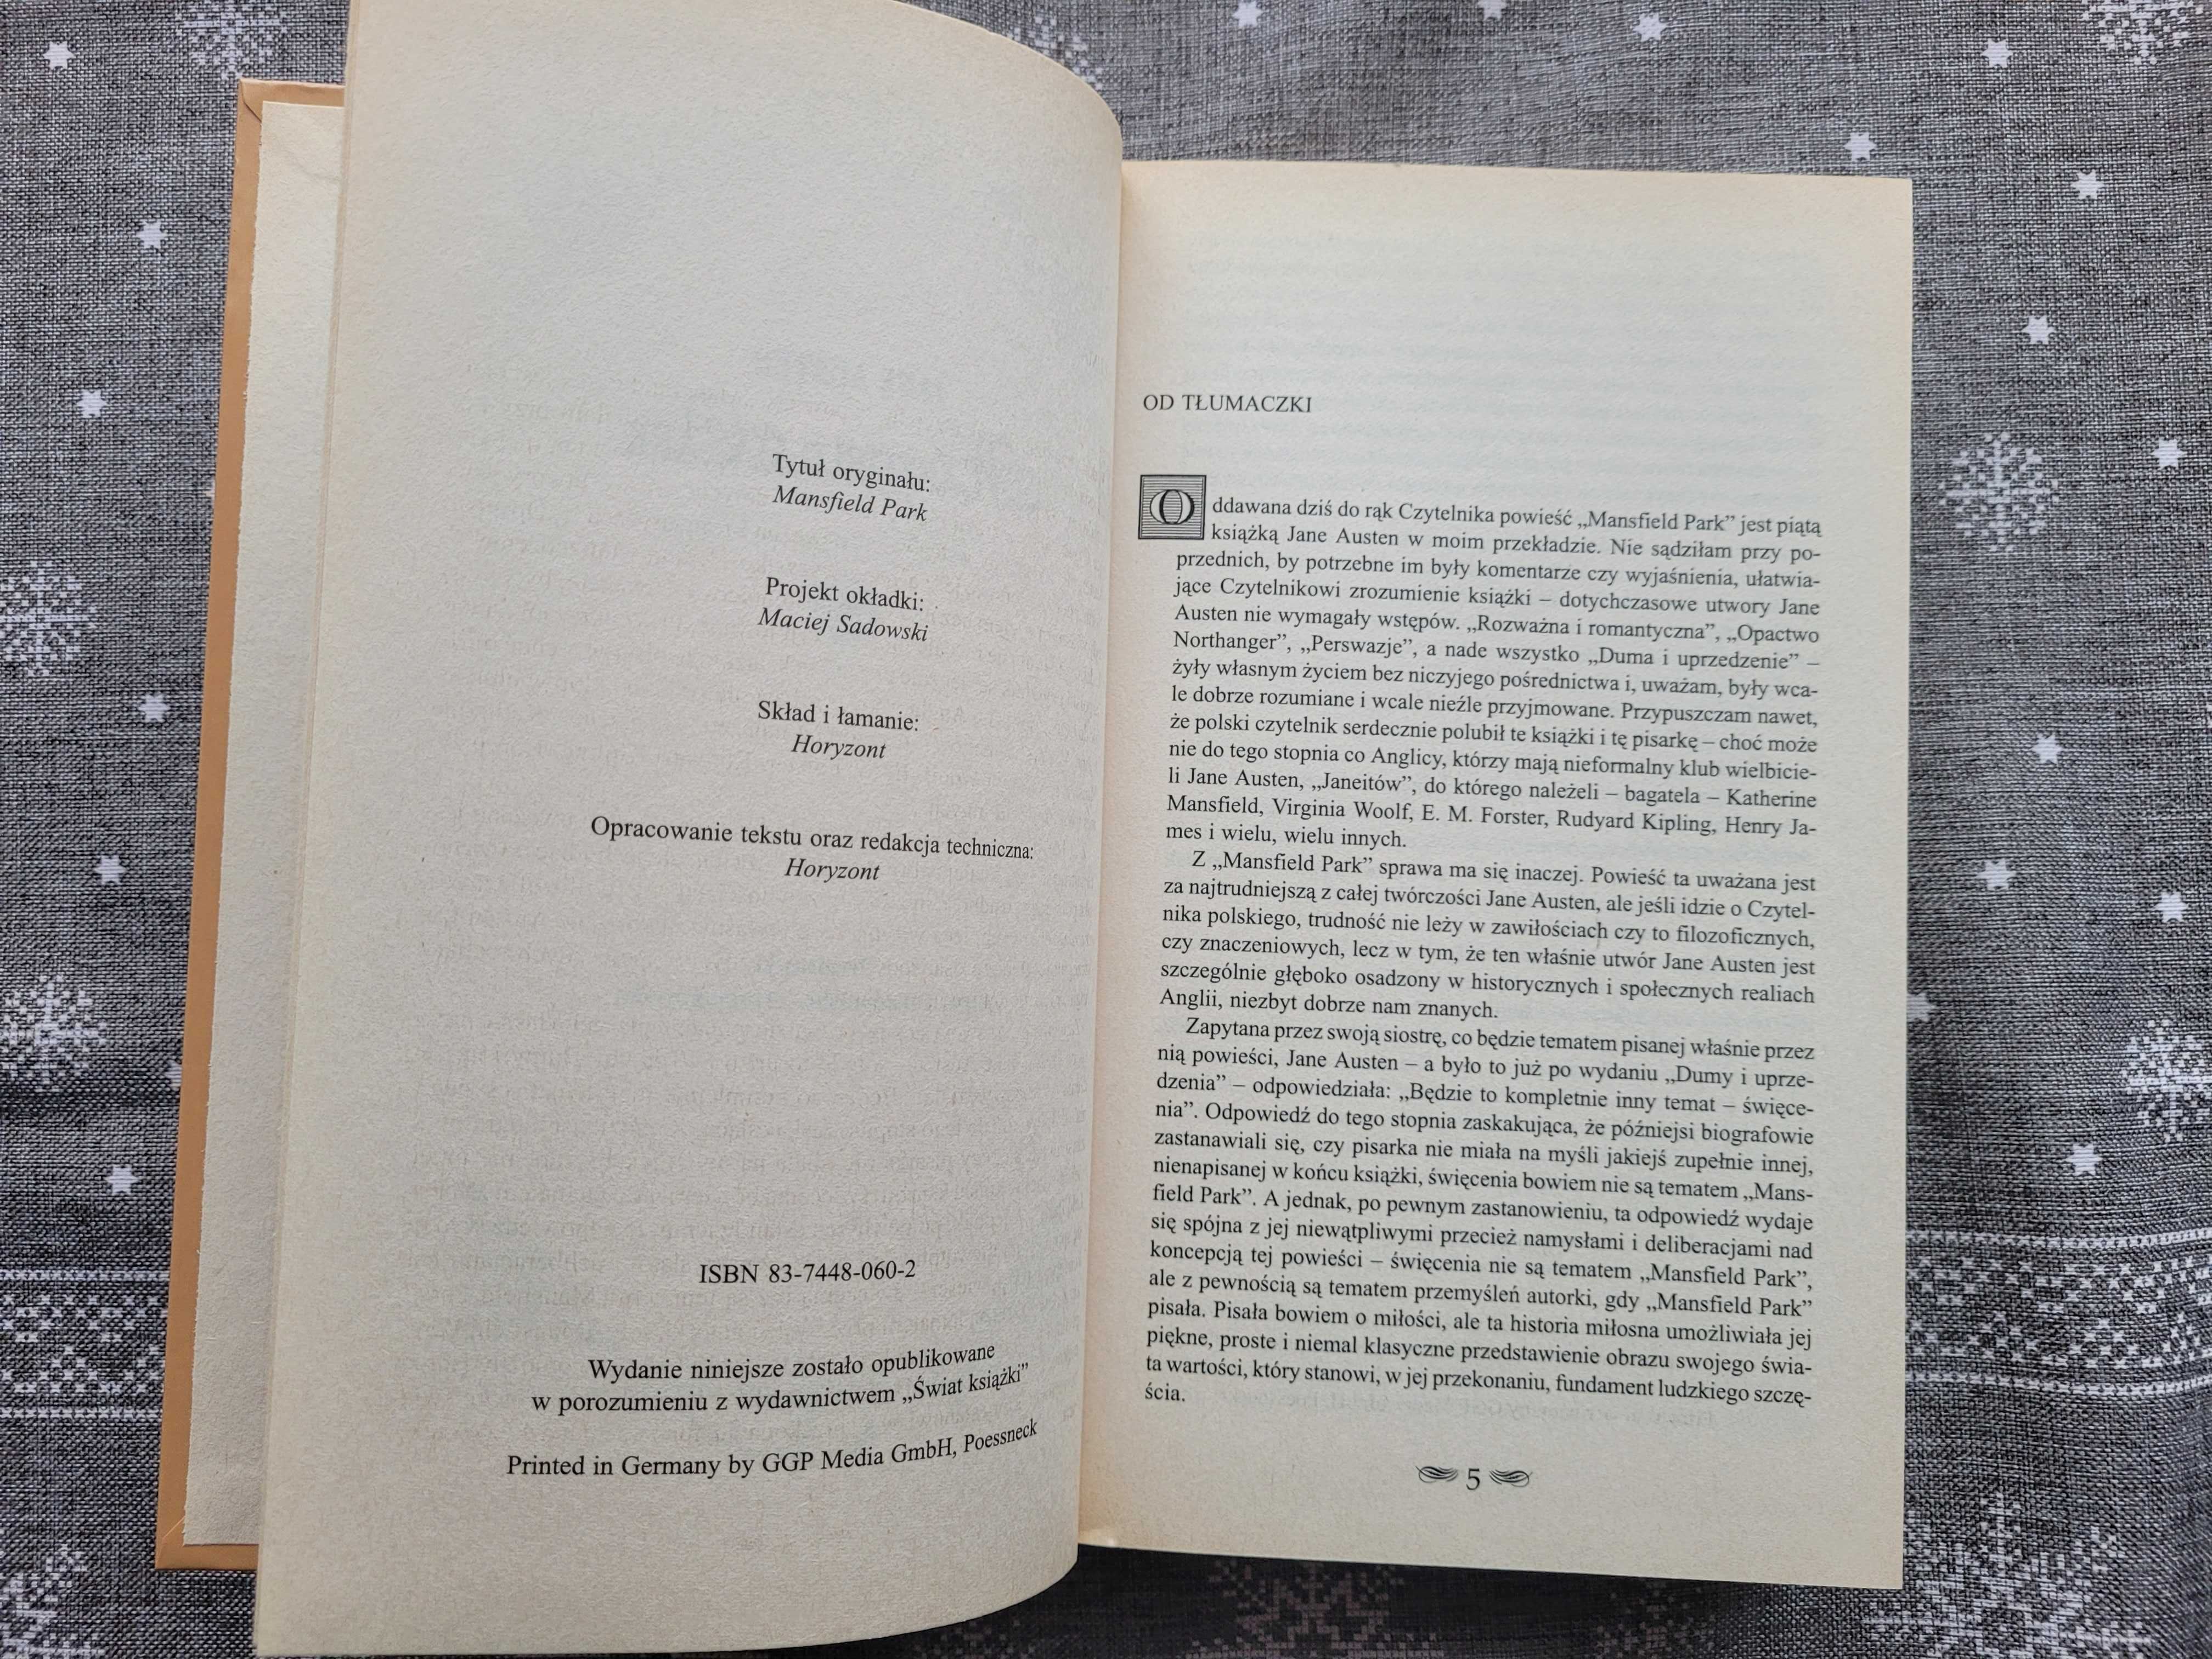 Tytuł oryginału:
Mansfield Park
Projekt okładki:
Maciej Sadowski
Skład i łamanie:
Horyzont
Opracowanie tekstu oraz redakcja techniczna:
Horyzont
ISBN 83-7448-060-2
Wydanie niniejsze zostało opublikowane
w porozumieniu z wydawnictwem „Świat książki”
Printed in Germany by GGP Media GmbH, Poessneck
OD TŁUMACZKI
Oddawana dziś do rąk Czytelnika powieść „Mansfield Park” jest piątą
książką Jane Austen w moim przekładzie. Nie sądziłam przy po-
przednich, by potrzebne im były komentarze czy wyjaśnienia, ułatwia-
jące Czytelnikowi zrozumienie książki – dotychczasowe utwory Jane
Austen nie wymagały wstępów. „Rozważna i romantyczna”, „Opactwo
Northanger”, „Perswazje”, a nade wszystko „Duma i uprzedzenie” –
żyły własnym życiem bez niczyjego pośrednictwa i, uważam, były wca-
le dobrze rozumiane i wcale nieźle przyjmowane. Przypuszczam nawet,
że polski czytelnik serdecznie polubił te książki i tę pisarkę – choć może
nie do tego stopnia co Anglicy, którzy mają nieformalny klub wielbicie-
li Jane Austen, „Janeitów”, do którego należeli – bagatela – Katherine
Mansfield, Virginia Woolf, E. M. Forster, Rudyard Kipling, Henry Ja-
mes i wielu, wielu innych.
Z „Mansfield Park” sprawa ma się inaczej. Powieść ta uważana jest
za najtrudniejszą z całej twórczości Jane Austen, ale jeśli idzie o Czytel-
nika polskiego, trudność nie leży w zawiłościach czy to filozoficznych,
czy znaczeniowych, lecz w tym, że ten właśnie utwór Jane Austen jest
szczególnie głęboko osadzony w historycznych i społecznych realiach
Anglii, niezbyt dobrze nam znanych.
Zapytana przez swoją siostrę, co będzie tematem pisanej właśnie przez
nią powieści, Jane Austen – a było to już po wydaniu „Dumy i uprze-
dzenia” – odpowiedziała: „Będzie to kompletnie inny temat – święce-
nia”. Odpowiedź do tego stopnia zaskakująca, że późniejsi biografowie
zastanawiali się, czy pisarka nie miała na myśli jakiejś zupełnie innej,
nienapisanej w końcu książki, święcenia bowiem nie są tematem „Mans-
field Park”. A jednak, po pewnym zastanowieniu, ta odpowiedź wydaje
się spójna z jej niewątpliwymi przecież namysłami i deliberacjami nad
koncepcją tej powieści – święcenia nie są tematem „Mansfield Park”,
ale z pewnością są tematem przemyśleń autorki, gdy „Mansfield Park”
pisała. Pisała bowiem o miłości, ale ta historia miłosna umożliwiała jej
piękne, proste i niemal klasyczne przedstawienie obrazu swojego świa-
ta wartości, który stanowi, w jej przekonaniu, fundament ludzkiego szczę-
ścia.
5